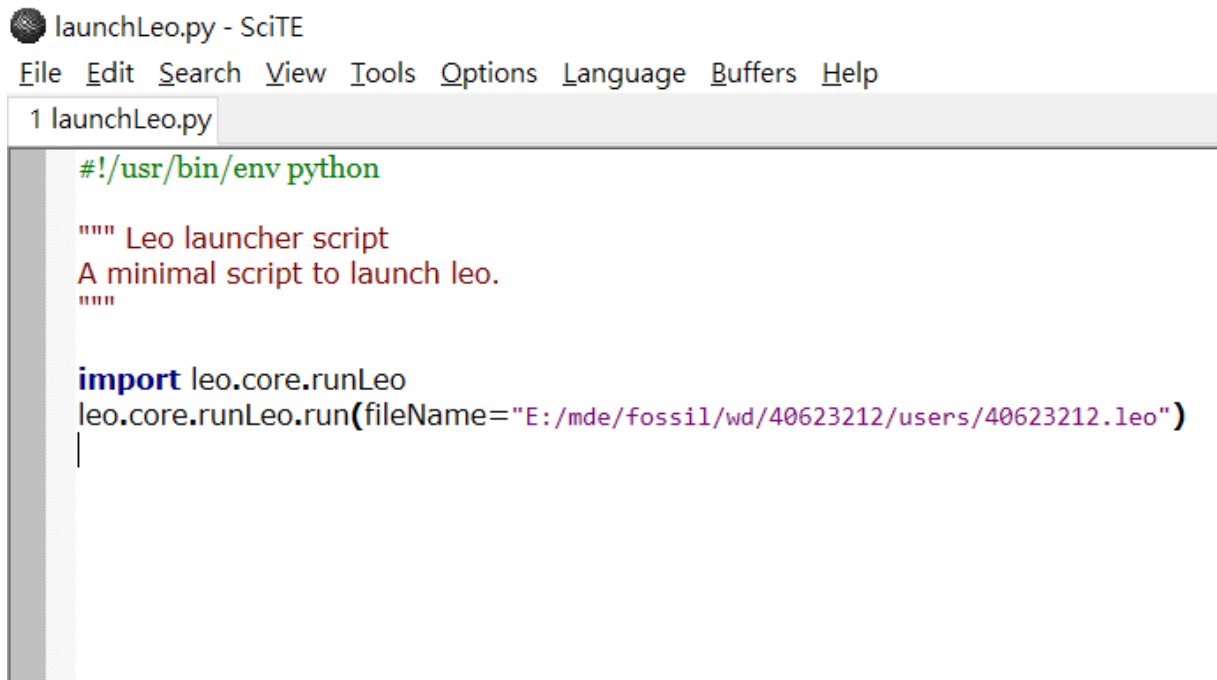 launchLeo.py - SciTE
File Edit Search View Tools Options Language Buffers Help
1 launchLeo.py
#!/usr/bin/env python
""" Leo launcher script
A minimal script to launch leo.
"""
import leo.core.runLeo
leo.core.runLeo.run(fileName="E:/mde/fossil/wd/40623212/users/40623212.leo")